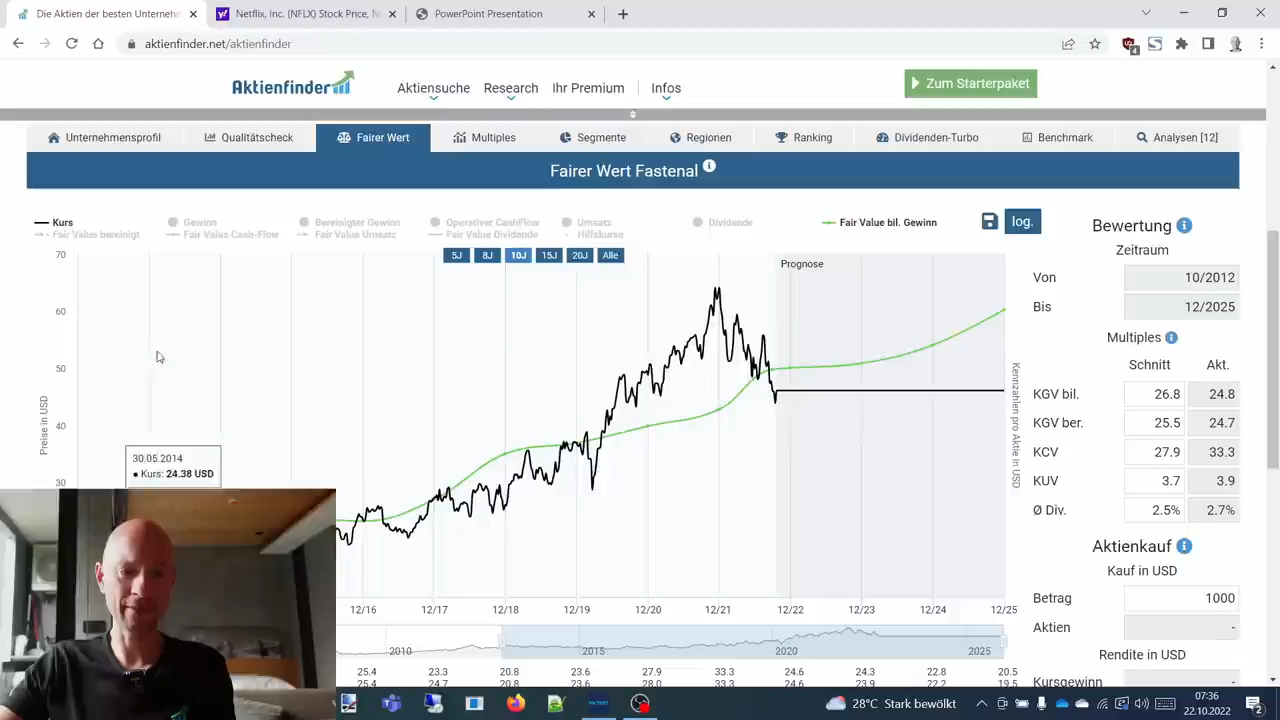 Die Aktien der besten Unternehm
Netflix, Inc. (NFLX) Stock Price, N
PowerPoint Presentation
aktienfinder.net/aktienfinder
4
Aktienfinder
Aktiensuche
Research
Ihr Premium
Infos
Zum Starterpaket
Unternehmensprofil
Qualitätscheck
Fairer Wert
Multiples
Segmente
Regionen
Ranking
Dividenden-Turbo
Benchmark
Analysen [12]
Fairer Wert Fastenal
Kurs
Gewinn
Bereinigter Gewinn
Operativer CashFlow
Umsatz
Dividende
Fair Value bil. Gewinn
Fair Value bereinigt
Fair Value Cash-Flow
Fair Value Umsatz
Fair Value Dividende
Hilfskurse
log.
5J
8J
10J
15J
20J
Alle
Prognose
70
60
50
40
30
Preise in USD
Kennzahlen pro Aktie in USD
30.05.2014
Kurs: 24.38 USD
12/16
12/17
12/18
12/19
12/20
12/21
12/22
12/23
12/24
12/25
2010
2015
2020
2025
25.4
23.3
20.8
23.6
27.9
33.3
24.6
24.3
22.8
20.5
25.4
24.7
20.8
23.6
28.0
33.3
24.6
23.9
22.2
19.5
Bewertung
Zeitraum
Von 10/2012
Bis 12/2025
Multiples
Schnitt Akt.
KGV bil. 26.8 24.8
KGV ber. 25.5 24.7
KCV 27.9 33.3
KUV 3.7 3.9
Ø Div. 2.5% 2.7%
Aktienkauf
Kauf in USD
Betrag 1000
Aktien -
Rendite in USD
Kursgewinn
28°C Stark bewölkt
07:36
22.10.2022
2